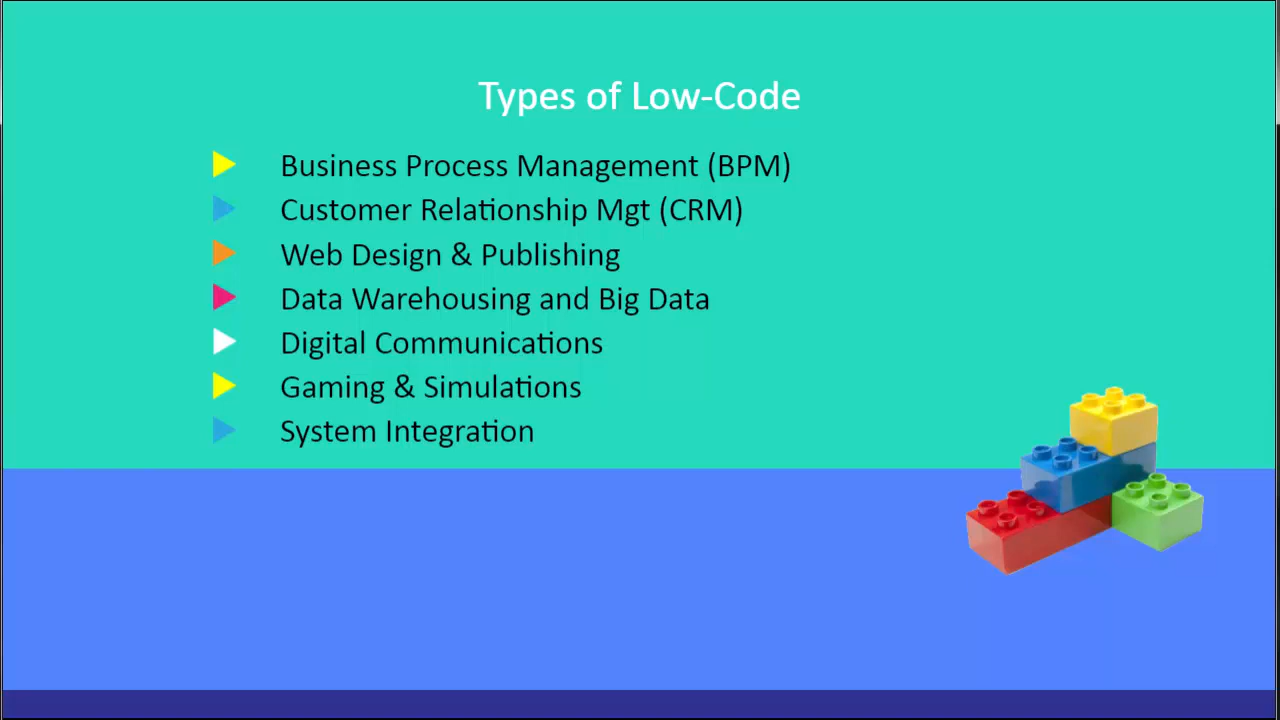 Types of Low-Code
Business Process Management (BPM)
Customer Relationship Mgt (CRM)
Web Design & Publishing
Data Warehousing and Big Data
Digital Communications
Gaming & Simulations
System Integration